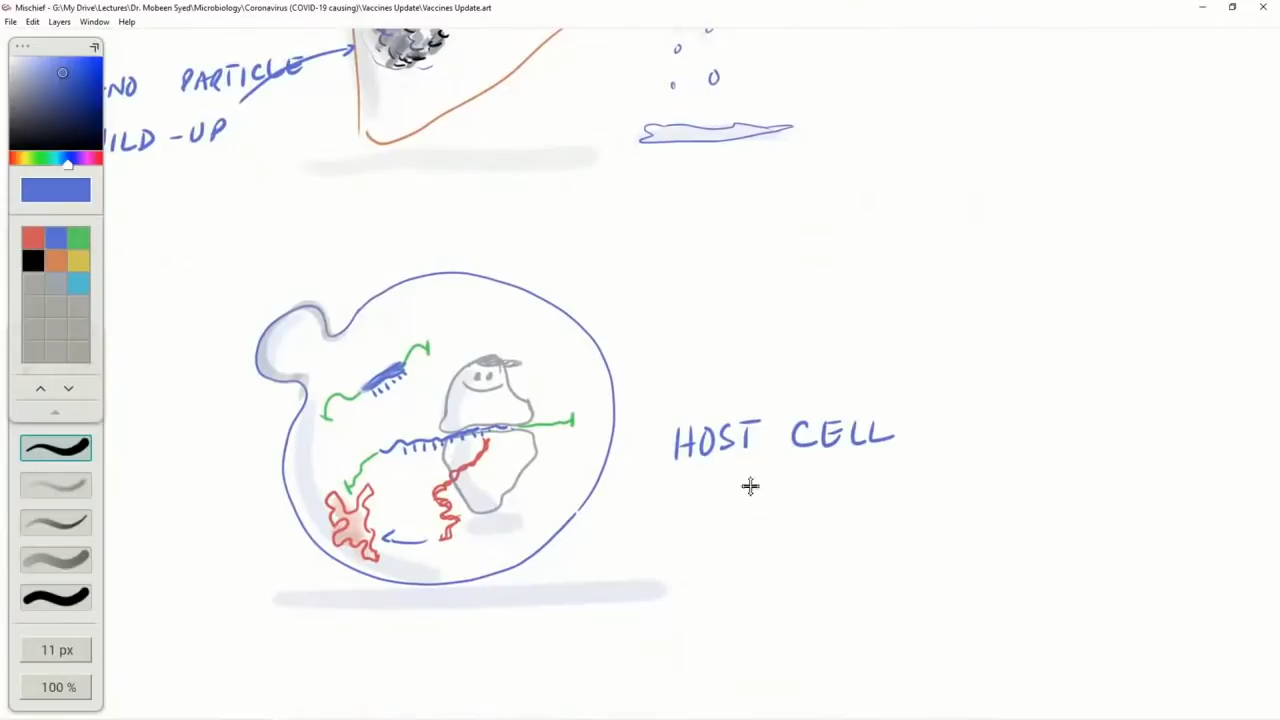 Mischief - G:\My Drive\Lectures\Dr. Mobeen Syed\Microbiology\Coronavirus (COVID-19 causing)\Vaccines Update\Vaccines Update.art
File Edit Layers Window Help
NO PARTICLE
ILD-UP
HOST CELL
11 px
100 %